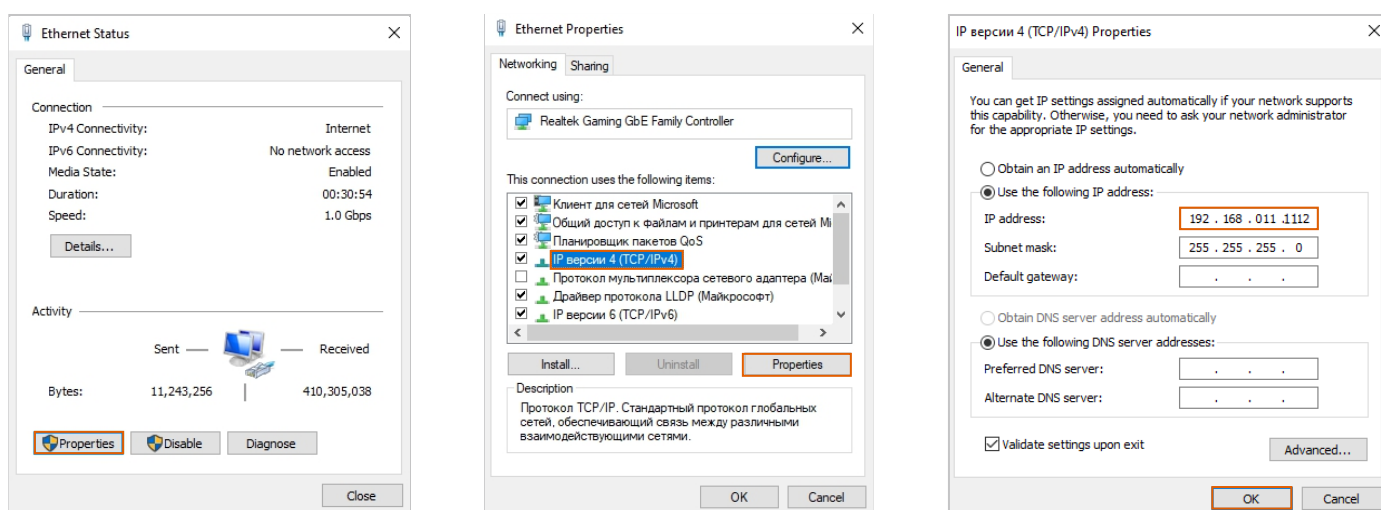 Ethernet Status
General
Connection
IPv4 Connectivity: Internet
IPv6 Connectivity: No network access
Media State: Enabled
Duration: 00:30:54
Speed: 1.0 Gbps
Details...
Activity
Sent Received
Bytes: 11,243,256 410,305,038
Properties Disable Diagnose
Close
Ethernet Properties
Networking Sharing
Connect using:
Realtek Gaming GbE Family Controller
Configure...
This connection uses the following items:
Клиент для сетей Microsoft
Общий доступ к файлам и принтерам для сетей Mi
Планировщик пакетов QoS
IP версии 4 (TCP/IPv4)
Протокол мультиплексора сетевого адаптера (Май
Драйвер протокола LLDP (Майкрософт)
IP версии 6 (TCP/IPv6)
Install... Uninstall Properties
Description
Протокол TCP/IP. Стандартный протокол глобальных
сетей, обеспечивающий связь между различными
взаимодействующими сетями.
OK Cancel
IP версии 4 (TCP/IPv4) Properties
General
You can get IP settings assigned automatically if your network supports
this capability. Otherwise, you need to ask your network administrator
for the appropriate IP settings.
Obtain an IP address automatically
Use the following IP address:
IP address: 192 . 168 . 011 .1112
Subnet mask: 255 . 255 . 255 . 0
Default gateway: . . .
Obtain DNS server address automatically
Use the following DNS server addresses:
Preferred DNS server: . . .
Alternate DNS server: . . .
Validate settings upon exit
Advanced...
OK Cancel